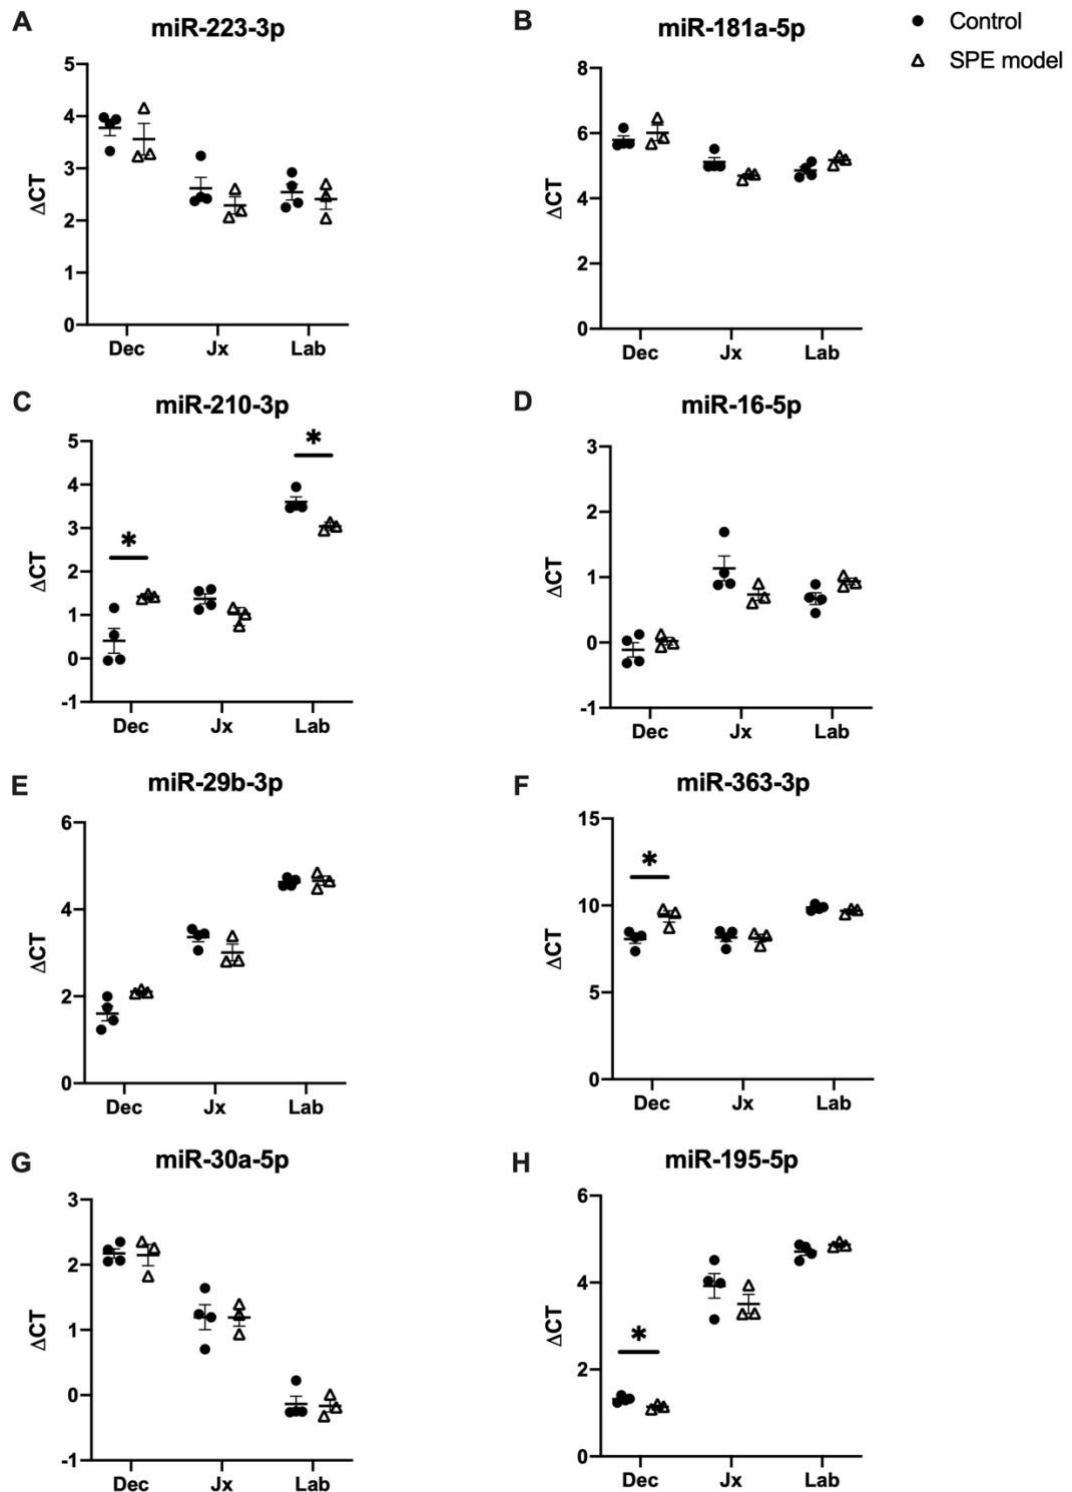 A
miR-223-3p
ΔCT
5
4
3
2
1
0
Dec Jx Lab
B
miR-181a-5p
ΔCT
8
6
4
2
0
Dec Jx Lab
Control
SPE model
C
miR-210-3p
ΔCT
5
4
3
2
1
0
-1
*
*
Dec Jx Lab
D
miR-16-5p
ΔCT
3
2
1
0
-1
Dec Jx Lab
E
miR-29b-3p
ΔCT
6
4
2
0
Dec Jx Lab
F
miR-363-3p
ΔCT
15
10
5
0
*
Dec Jx Lab
G
miR-30a-5p
ΔCT
3
2
1
0
-1
Dec Jx Lab
H
miR-195-5p
ΔCT
6
4
2
0
*
Dec Jx Lab